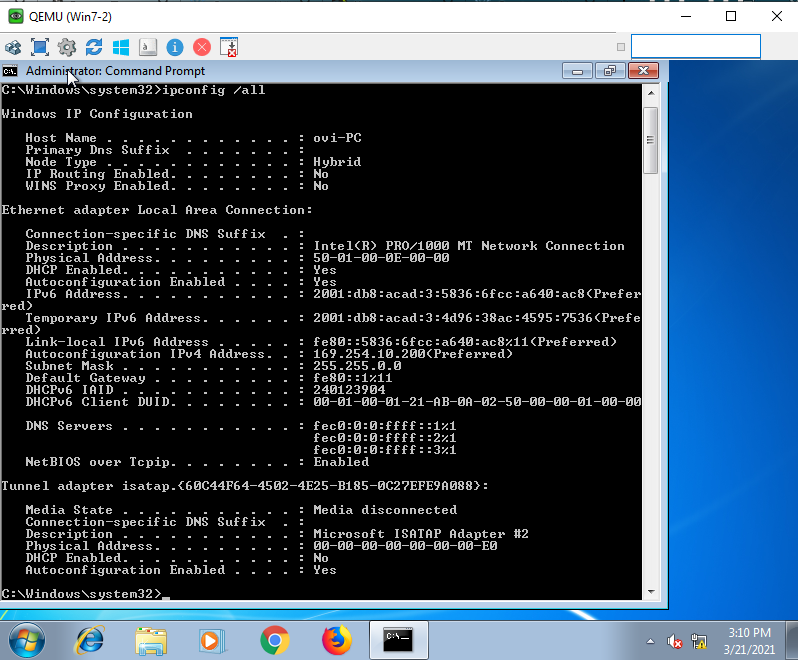 QEMU (Win7-2)
Administrator: Command Prompt
C:\Windows\system32>ipconfig /all
Windows IP Configuration
Host Name . . . . . . . . . . . . : ovi-PC
Primary Dns Suffix . . . . . . . :
Node Type . . . . . . . . . . . . : Hybrid
IP Routing Enabled. . . . . . . . : No
WINS Proxy Enabled. . . . . . . . : No
Ethernet adapter Local Area Connection:
Connection-specific DNS Suffix . :
Description . . . . . . . . . . . : Intel(R) PRO/1000 MT Network Connection
Physical Address. . . . . . . . . : 50-01-00-0E-00-00
DHCP Enabled. . . . . . . . . . . : Yes
Autoconfiguration Enabled . . . . : Yes
IPv6 Address. . . . . . . . . . . : 2001:db8:acad:3:5836:6fcc:a640:ac8(Prefer
red)
Temporary IPv6 Address. . . . . . : 2001:db8:acad:3:4d96:38ac:4595:7536(Prefe
rred)
Link-local IPv6 Address . . . . . : fe80::5836:6fcc:a640:ac8%11(Preferred)
Autoconfiguration IPv4 Address. . : 169.254.10.200(Preferred)
Subnet Mask . . . . . . . . . . . : 255.255.0.0
Default Gateway . . . . . . . . . : fe80::1%11
DHCPv6 IAID . . . . . . . . . . . : 240123904
DHCPv6 Client DUID. . . . . . . . : 00-01-00-01-21-AB-0A-02-50-00-00-01-00-00
DNS Servers . . . . . . . . . . . : fec0:0:0:ffff::1%1
fec0:0:0:ffff::2%1
fec0:0:0:ffff::3%1
NetBIOS over Tcpip. . . . . . . . : Enabled
Tunnel adapter isatap.{60C44F64-4502-4E25-B185-0C27EFE9A088}:
Media State . . . . . . . . . . . : Media disconnected
Connection-specific DNS Suffix . :
Description . . . . . . . . . . . : Microsoft ISATAP Adapter #2
Physical Address. . . . . . . . . : 00-00-00-00-00-00-00-E0
DHCP Enabled. . . . . . . . . . . : No
Autoconfiguration Enabled . . . . : Yes
C:\Windows\system32>_
3:10 PM
3/21/2021